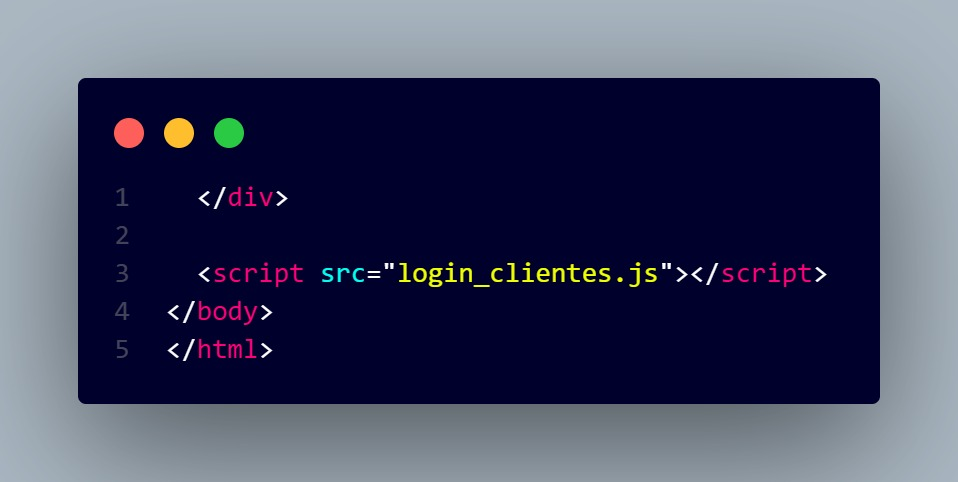 1 </div>
2
3 <script src="login_clientes.js"></script>
4 </body>
5 </html>